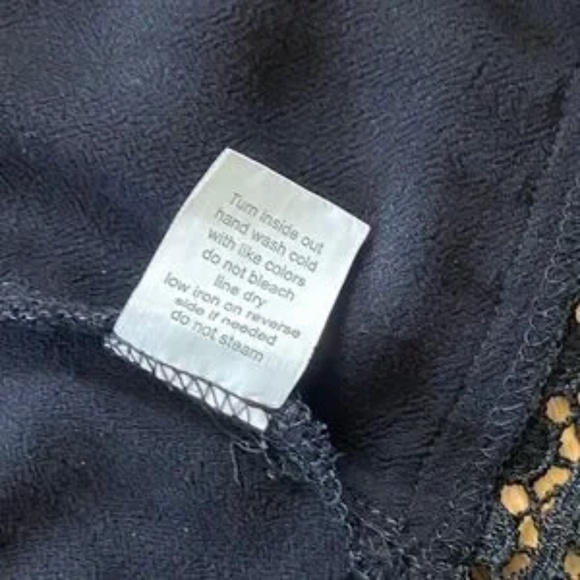 Turn inside out
hand wash cold
with like colors
do not bleach
line dry
low iron on reverse
side if needed
do not steam